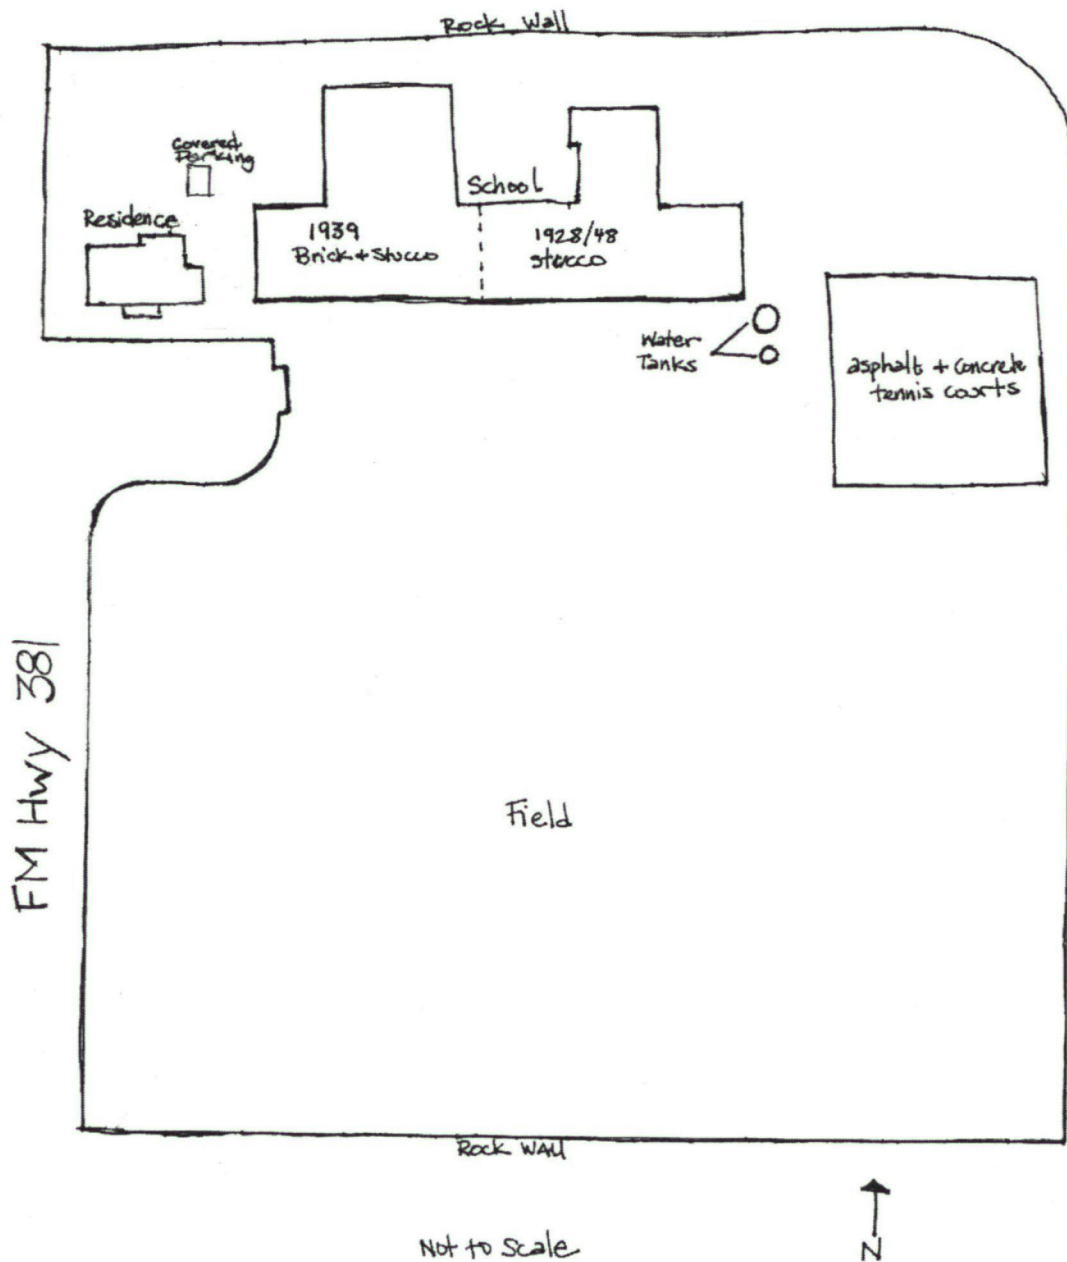 Rock Wall
Covered
Parking
School
Residence
1939
Brick + Stucco
1928/48
stucco
Water
Tanks
asphalt + concrete
tennis courts
FM Hwy 381
Field
Rock WAll
Not to Scale
N